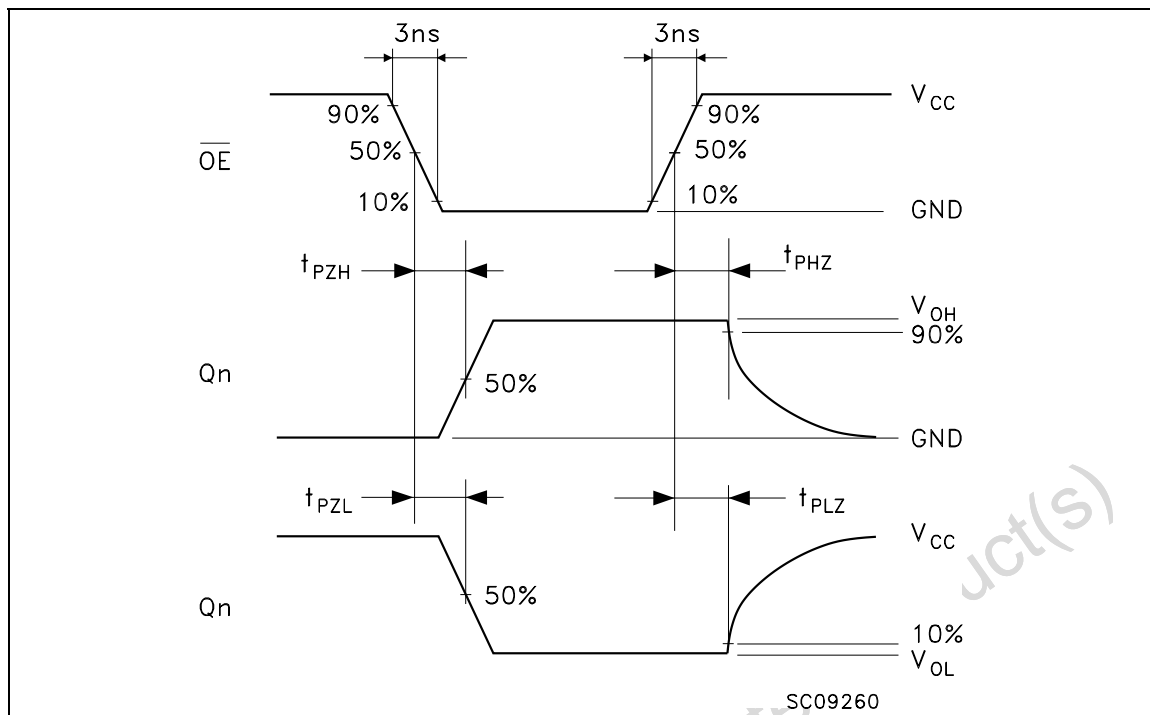 3ns 3ns
V_CC
90% 90%
O̅E̅ 50% 50%
10% 10%
GND
t_PZH t_PHZ
V_OH
90%
Qn 50%
GND
t_PZL t_PLZ
V_CC
uct(s)
Qn 50%
10%
V_OL
SC09260